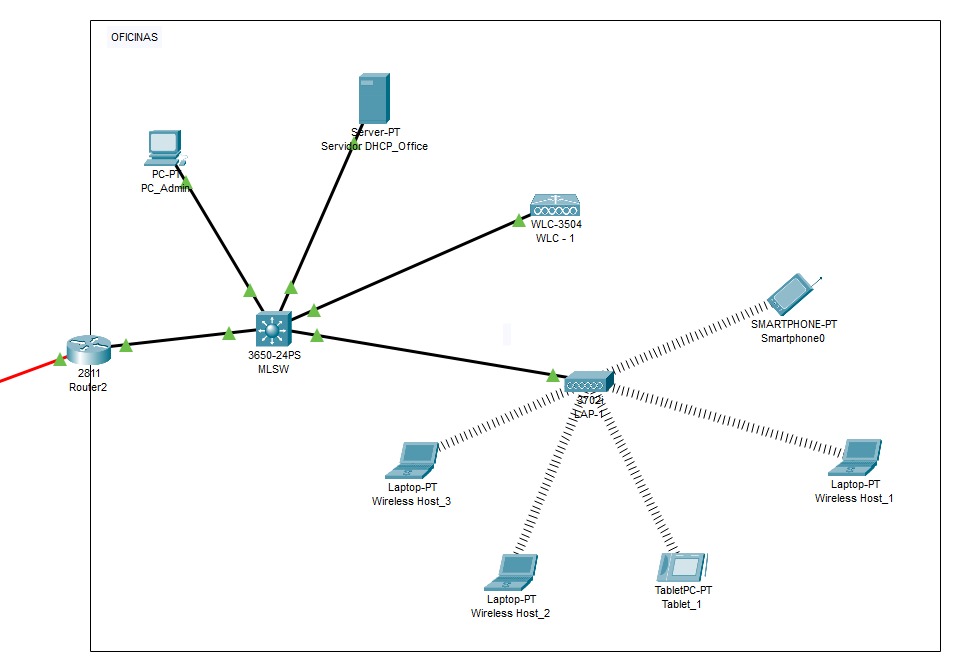 OFICINAS
Server-PT
Servidor DHCP_Office
PC-PT
PC_Admin
WLC-3504
WLC - 1
SMARTPHONE-PT
Smartphone0
3650-24PS
MLSW
2811
Router2
3702i
LAP-1
Laptop-PT
Wireless Host_3
Laptop-PT
Wireless Host_1
Laptop-PT
Wireless Host_2
TabletPC-PT
Tablet_1